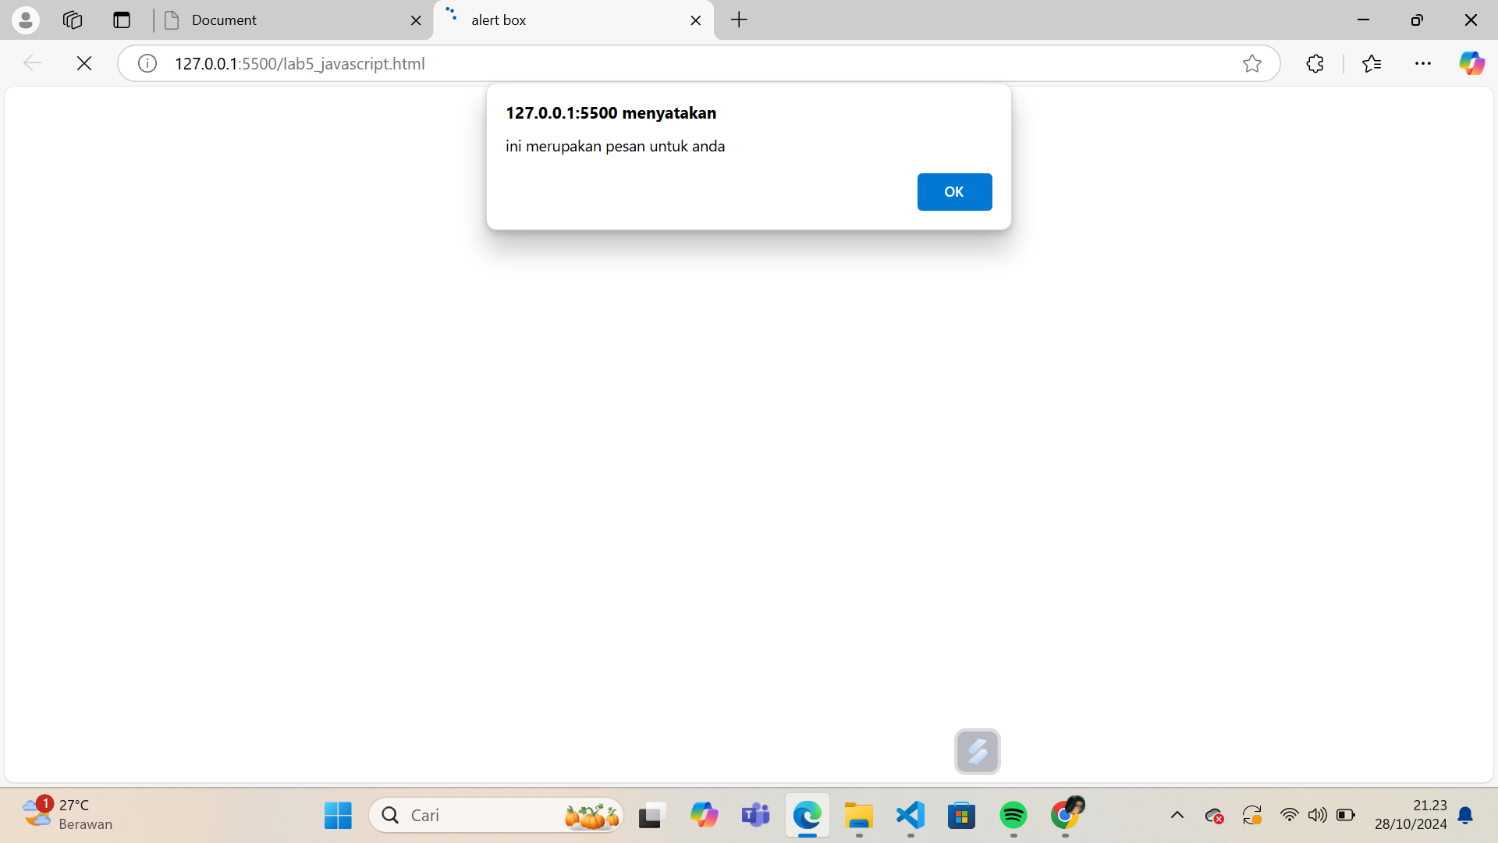 Document
alert box
127.0.0.1:5500/lab5_javascript.html
127.0.0.1:5500 menyatakan
ini merupakan pesan untuk anda
OK
1
27°C
Berawan
Cari
21.23
28/10/2024